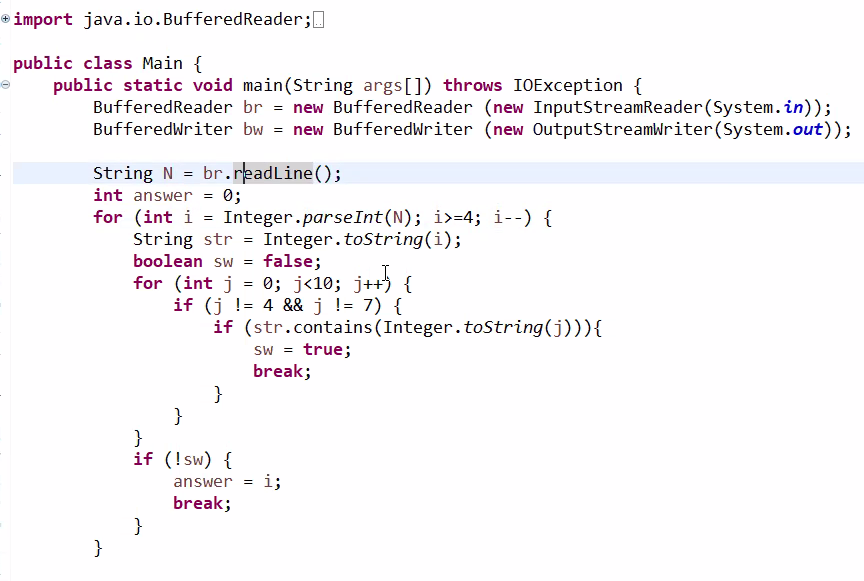 import java.io.BufferedReader;
public class Main {
    public static void main(String args[]) throws IOException {
        BufferedReader br = new BufferedReader (new InputStreamReader(System.in));
        BufferedWriter bw = new BufferedWriter (new OutputStreamWriter(System.out));
        String N = br.readLine();
        int answer = 0;
        for (int i = Integer.parseInt(N); i>=4; i--) {
            String str = Integer.toString(i);
            boolean sw = false;
            for (int j = 0; j<10; j++) {
                if (j != 4 && j != 7) {
                    if (str.contains(Integer.toString(j))){
                        sw = true;
                        break;
                    }
                }
            }
            if (!sw) {
                answer = i;
                break;
            }
        }